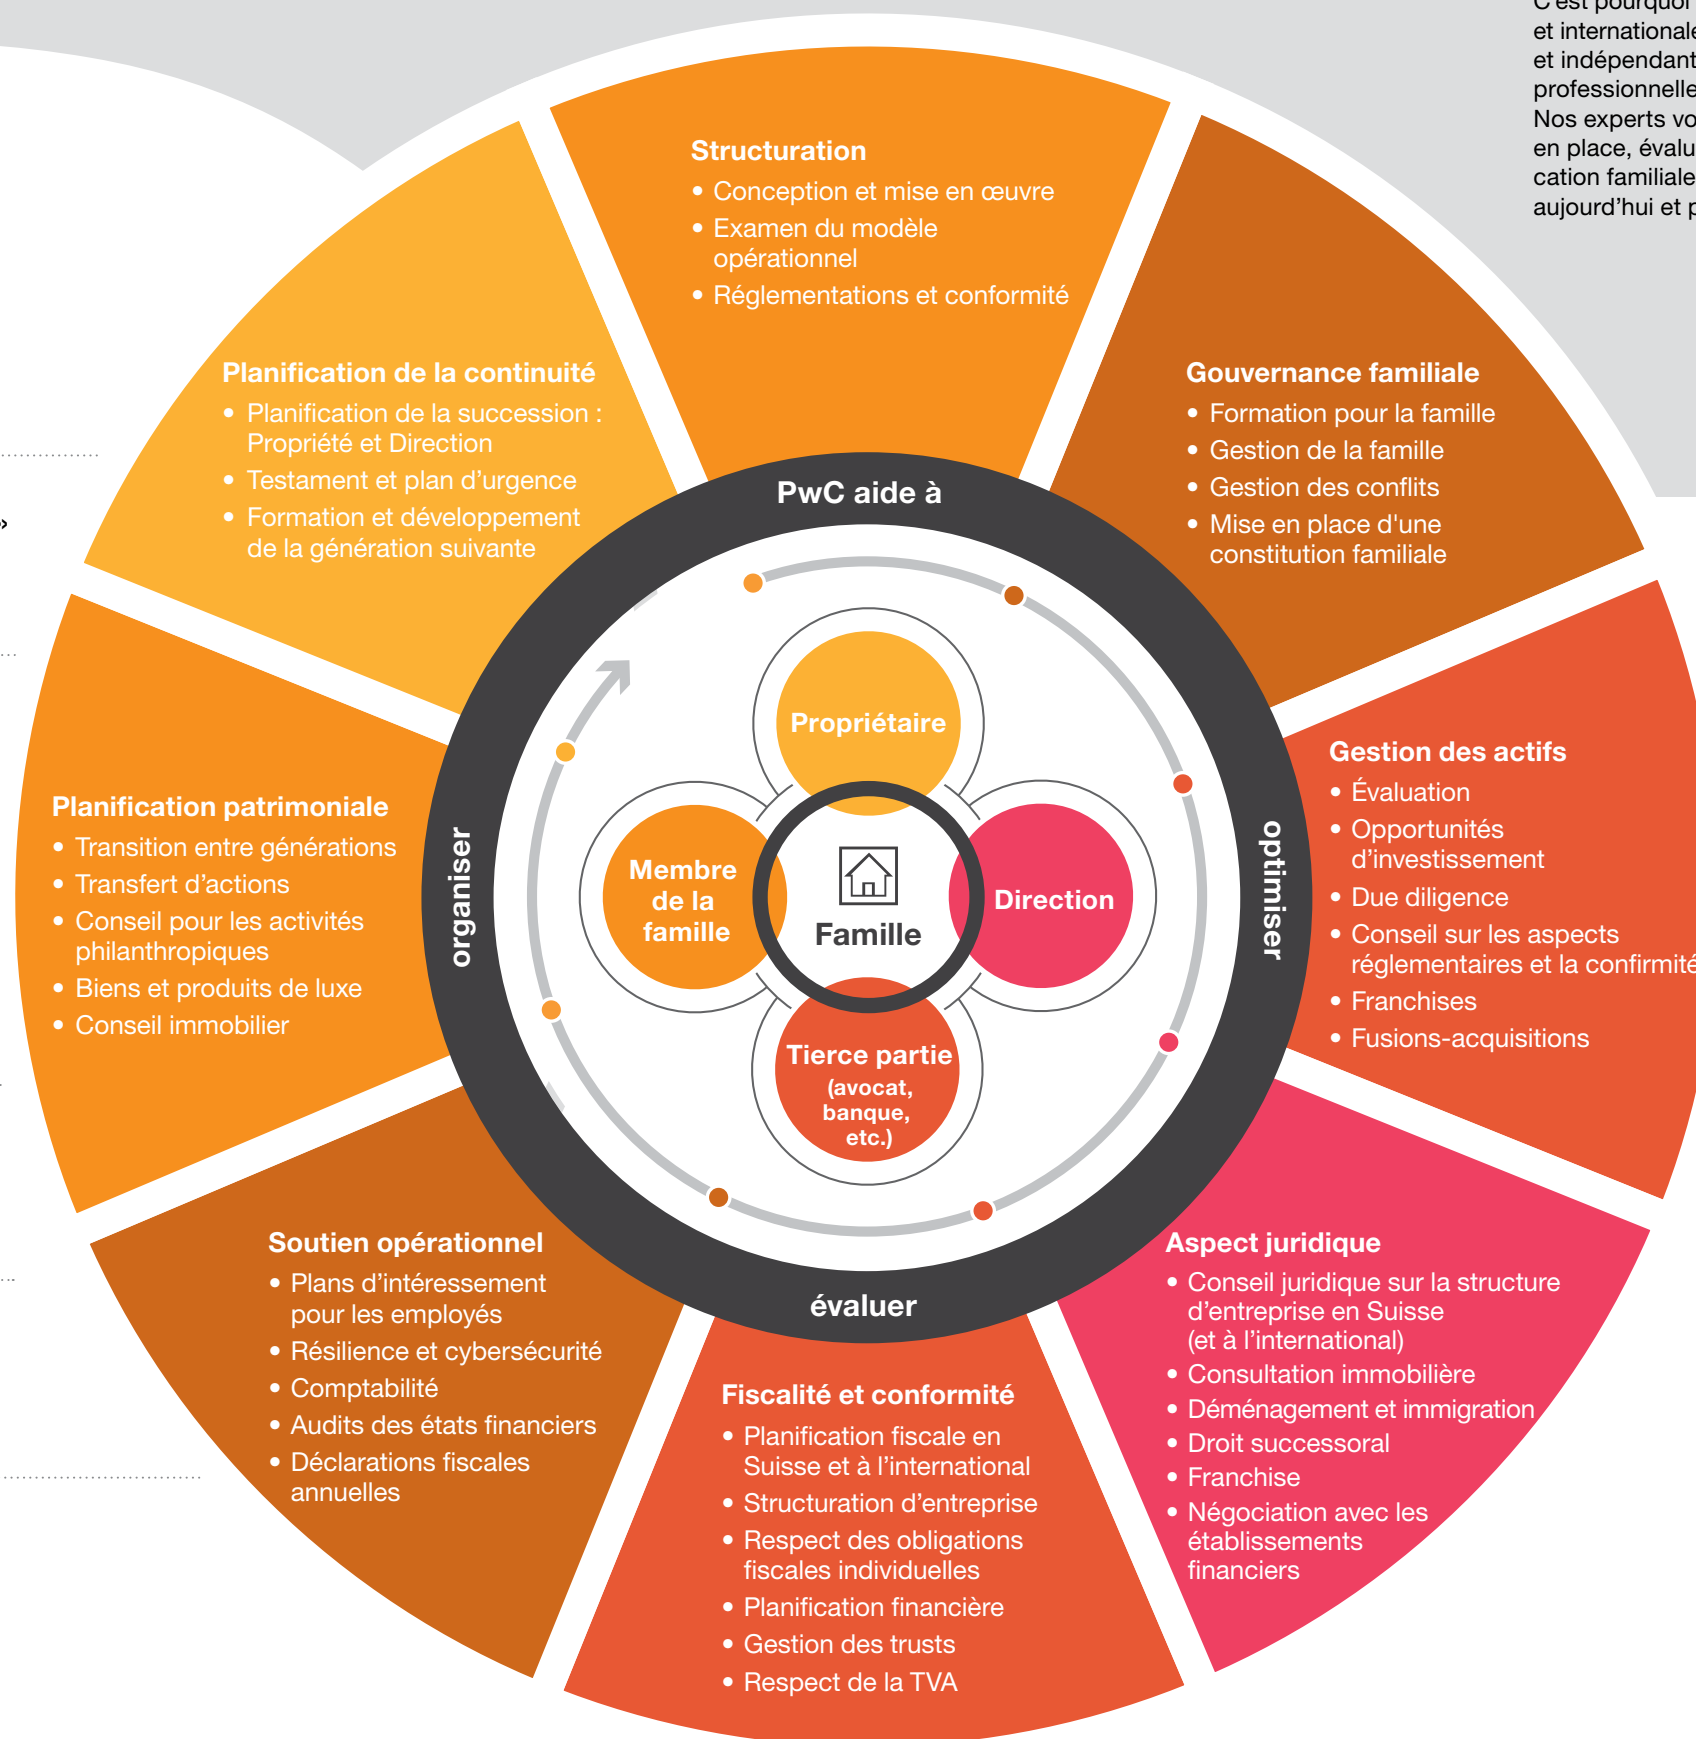 C'est pourquoi
et internationale
et indépendant
professionnelle
Nos experts vo
en place, évalu
cation familiale
aujourd'hui et p
»
Structuration
• Conception et mise en œuvre
• Examen du modèle
opérationnel
• Réglementations et conformité
Gouvernance familiale
• Formation pour la famille
• Gestion de la famille
• Gestion des conflits
• Mise en place d'une
constitution familiale
Gestion des actifs
• Évaluation
• Opportunités
d'investissement
• Due diligence
• Conseil sur les aspects
réglementaires et la confirmité
• Franchises
• Fusions-acquisitions
Aspect juridique
• Conseil juridique sur la structure
d'entreprise en Suisse
(et à l'international)
• Consultation immobilière
• Déménagement et immigration
• Droit successoral
• Franchise
• Négociation avec les
établissements
financiers
Fiscalité et conformité
• Planification fiscale en
Suisse et à l'international
• Structuration d'entreprise
• Respect des obligations
fiscales individuelles
• Planification financière
• Gestion des trusts
• Respect de la TVA
Soutien opérationnel
• Plans d'intéressement
pour les employés
• Résilience et cybersécurité
• Comptabilité
• Audits des états financiers
• Déclarations fiscales
annuelles
Planification patrimoniale
• Transition entre générations
• Transfert d'actions
• Conseil pour les activités
philanthropiques
• Biens et produits de luxe
• Conseil immobilier
Planification de la continuité
• Planification de la succession :
Propriété et Direction
• Testament et plan d'urgence
• Formation et développement
de la génération suivante
PwC aide à
optimiser
évaluer
organiser
Propriétaire
Membre
de la
famille
Famille
Direction
Tierce partie
(avocat,
banque,
etc.)